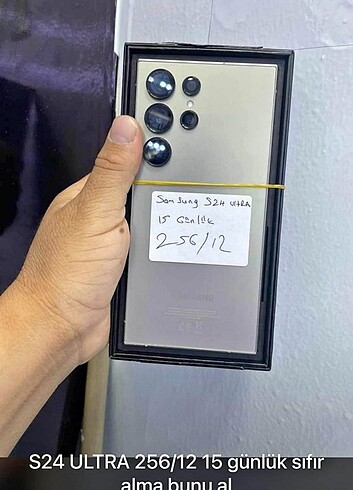 Samsung S24 ULTRA
15 Günlük
256/12
S24 ULTRA 256/12 15 günlük sıfır
alma bunu al